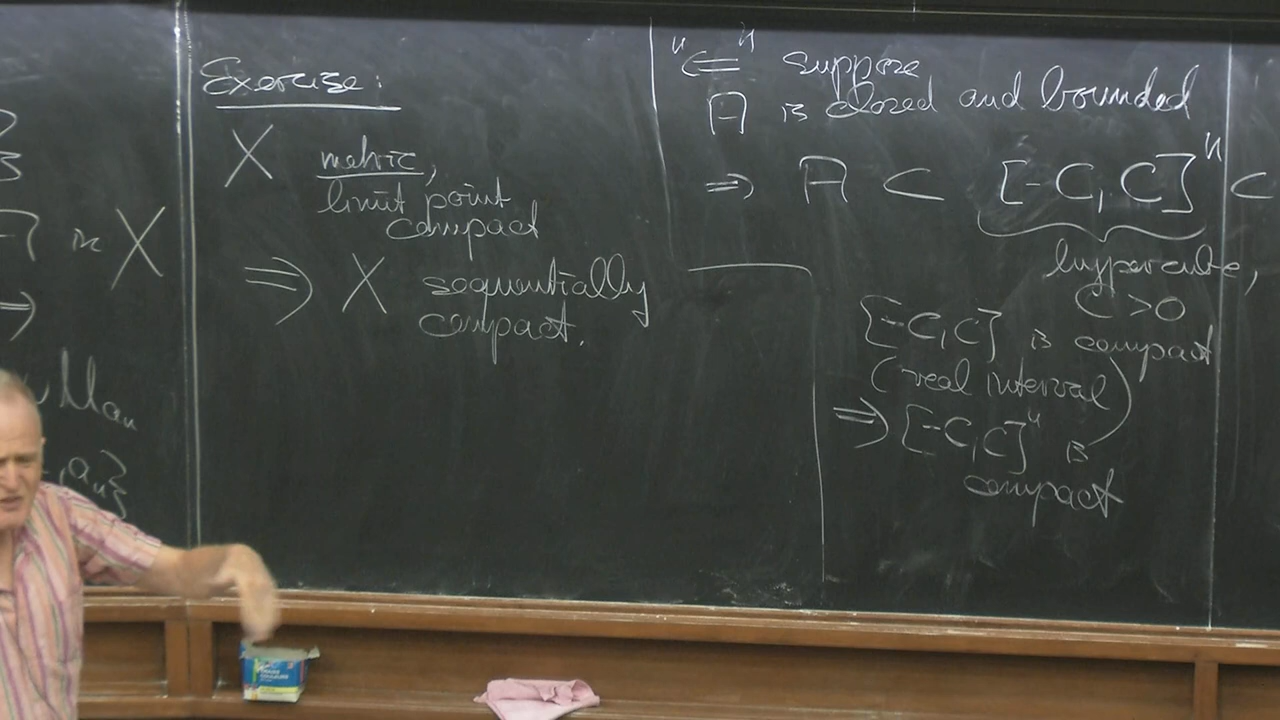 Exercise:
X metric,
limit point
compact
⇒ X sequentially
compact.
in X
⇒
"⇐" suppose
A is closed and bounded
⇒ A ⊂ [-C, C]ⁿ ⊂
hypercube,
C > 0
[-C, C] is compact
(real interval)
⇒ [-C, C]ⁿ is
compact